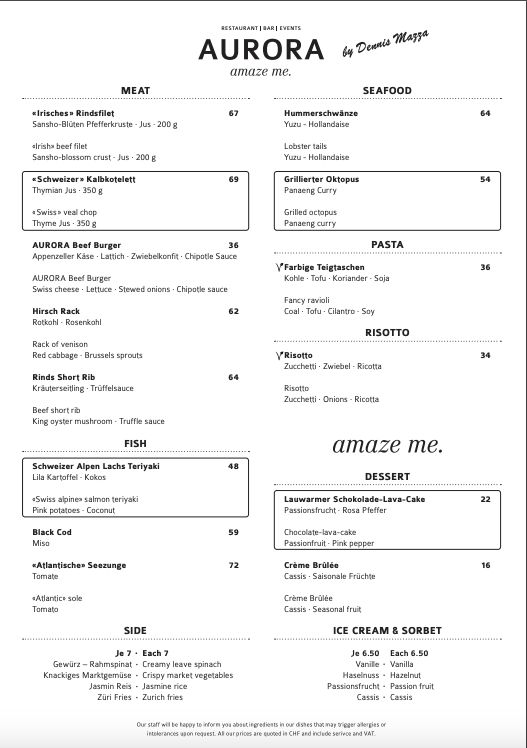 RESTAURANT | BAR | EVENTS
AURORA
by Dennis Mazza
amaze me.
MEAT
«Irisches» Rindsfilet 67
Sansho-Blüten Pfefferkruste · Jus · 200 g
«Irish» beef filet
Sansho-blossom crust · Jus · 200 g
«Schweizer» Kalbkotelett 69
Thymian Jus · 350 g
«Swiss» veal chop
Thyme Jus · 350 g
AURORA Beef Burger 36
Appenzeller Käse · Lattich · Zwiebelkonfit · Chipotle Sauce
AURORA Beef Burger
Swiss cheese · Lettuce · Stewed onions · Chipotle sauce
Hirsch Rack 62
Rotkohl · Rosenkohl
Rack of venison
Red cabbage · Brussels sprouts
Rinds Short Rib 64
Kräuterseitling · Trüffelsauce
Beef short rib
King oyster mushroom · Truffle sauce
FISH
Schweizer Alpen Lachs Teriyaki 48
Lila Kartoffel · Kokos
«Swiss alpine» salmon teriyaki
Pink potatoes · Coconut
Black Cod 59
Miso
«Atlantische» Seezunge 72
Tomate
«Atlantic» sole
Tomato
SIDE
Je 7 · Each 7
Gewürz – Rahmspinat · Creamy leave spinach
Knackiges Marktgemüse · Crispy market vegetables
Jasmin Reis · Jasmine rice
Züri Fries · Zurich fries
SEAFOOD
Hummerschwänze 64
Yuzu - Hollandaise
Lobster tails
Yuzu - Hollandaise
Grillierter Oktopus 54
Panaeng Curry
Grilled octopus
Panaeng curry
PASTA
Farbige Teigtaschen 36
Kohle · Tofu · Koriander · Soja
Fancy ravioli
Coal · Tofu · Cilantro · Soy
RISOTTO
Risotto 34
Zucchetti · Zwiebel · Ricotta
Risotto
Zucchetti · Onions · Ricotta
amaze me.
DESSERT
Lauwarmer Schokolade-Lava-Cake 22
Passionsfrucht · Rosa Pfeffer
Chocolate-lava-cake
Passionfruit · Pink pepper
Crème Brûlée 16
Cassis · Saisonale Früchte
Crème Brûlée
Cassis · Seasonal fruit
ICE CREAM & SORBET
Je 6.50 Each 6.50
Vanille · Vanilla
Haselnuss · Hazelnut
Passionsfrucht · Passion fruit
Cassis · Cassis
Our staff will be happy to inform you about ingredients in our dishes that may trigger allergies or
intolerances upon request. All our prices are quoted in CHF and include serivce and VAT.